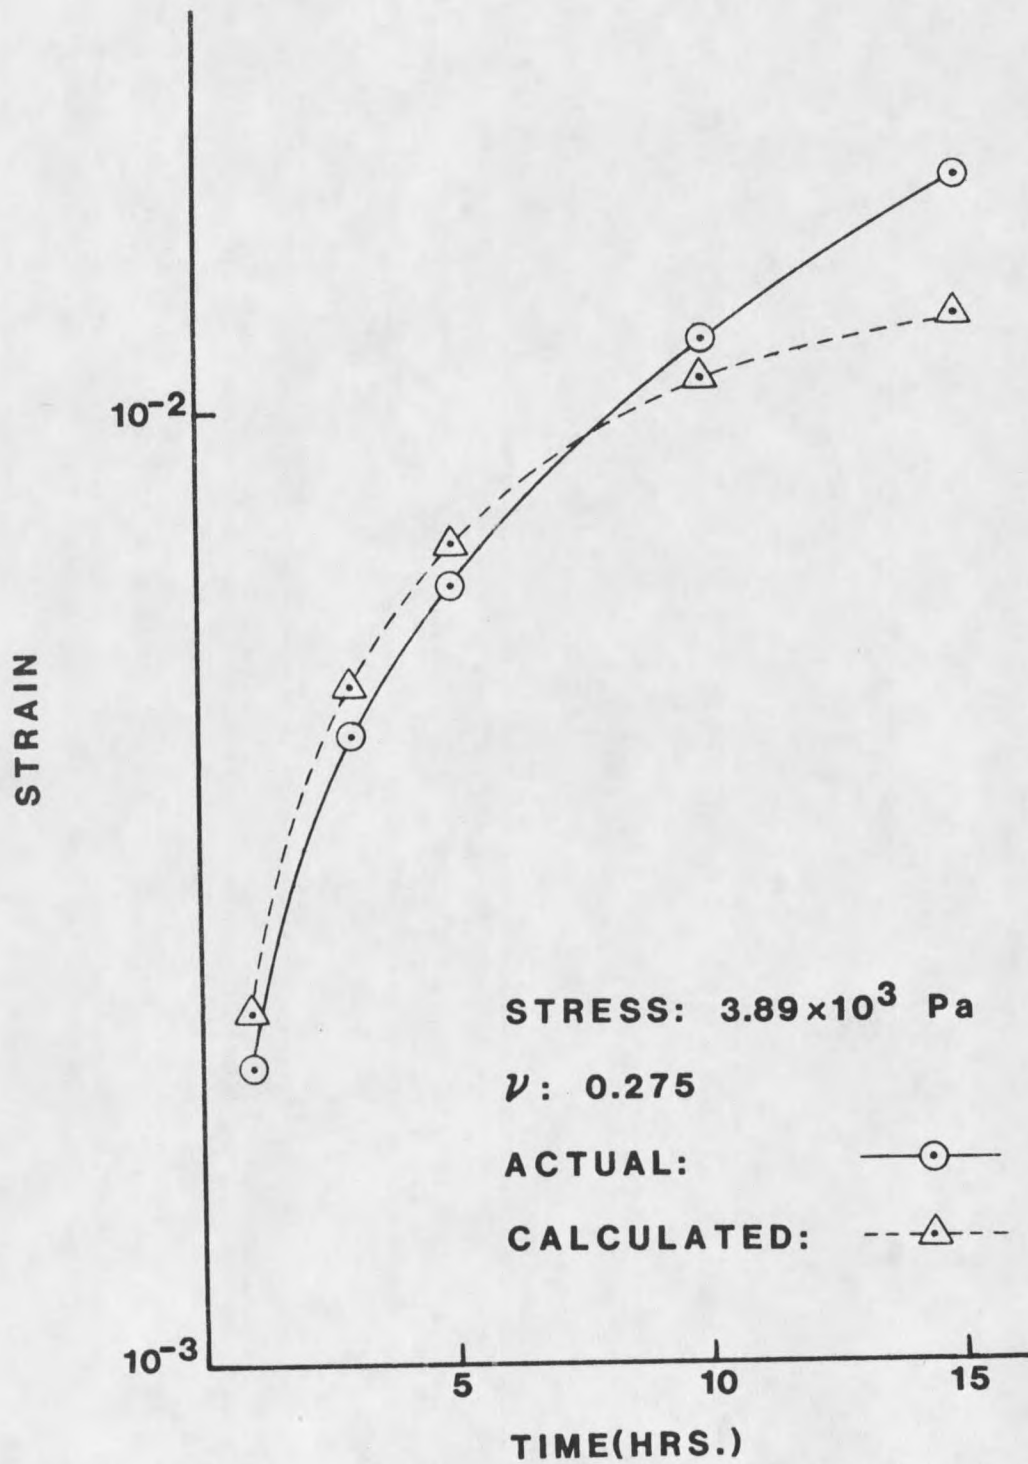 10⁻²
STRAIN
STRESS: 3.89×10³ Pa
ν: 0.275
ACTUAL:
CALCULATED:
10⁻³
5 10 15
TIME(HRS.)